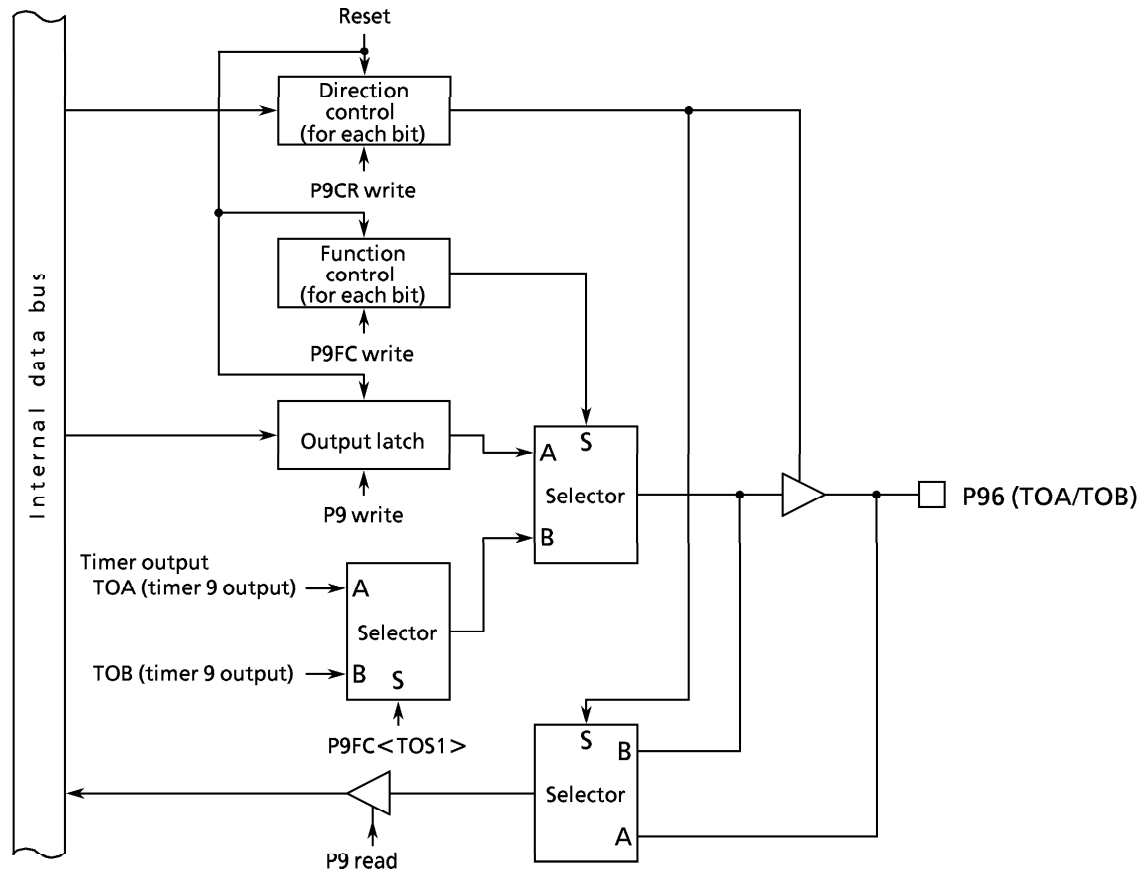 Reset
Direction
control
(for each bit)
P9CR write
Function
control
(for each bit)
P9FC write
Internal data bus
Output latch
P9 write
S
A
Selector
B
P96 (TOA/TOB)
Timer output
TOA (timer 9 output)
A
Selector
TOB (timer 9 output)
B
S
P9FC<TOS1>
S
B
Selector
A
P9 read